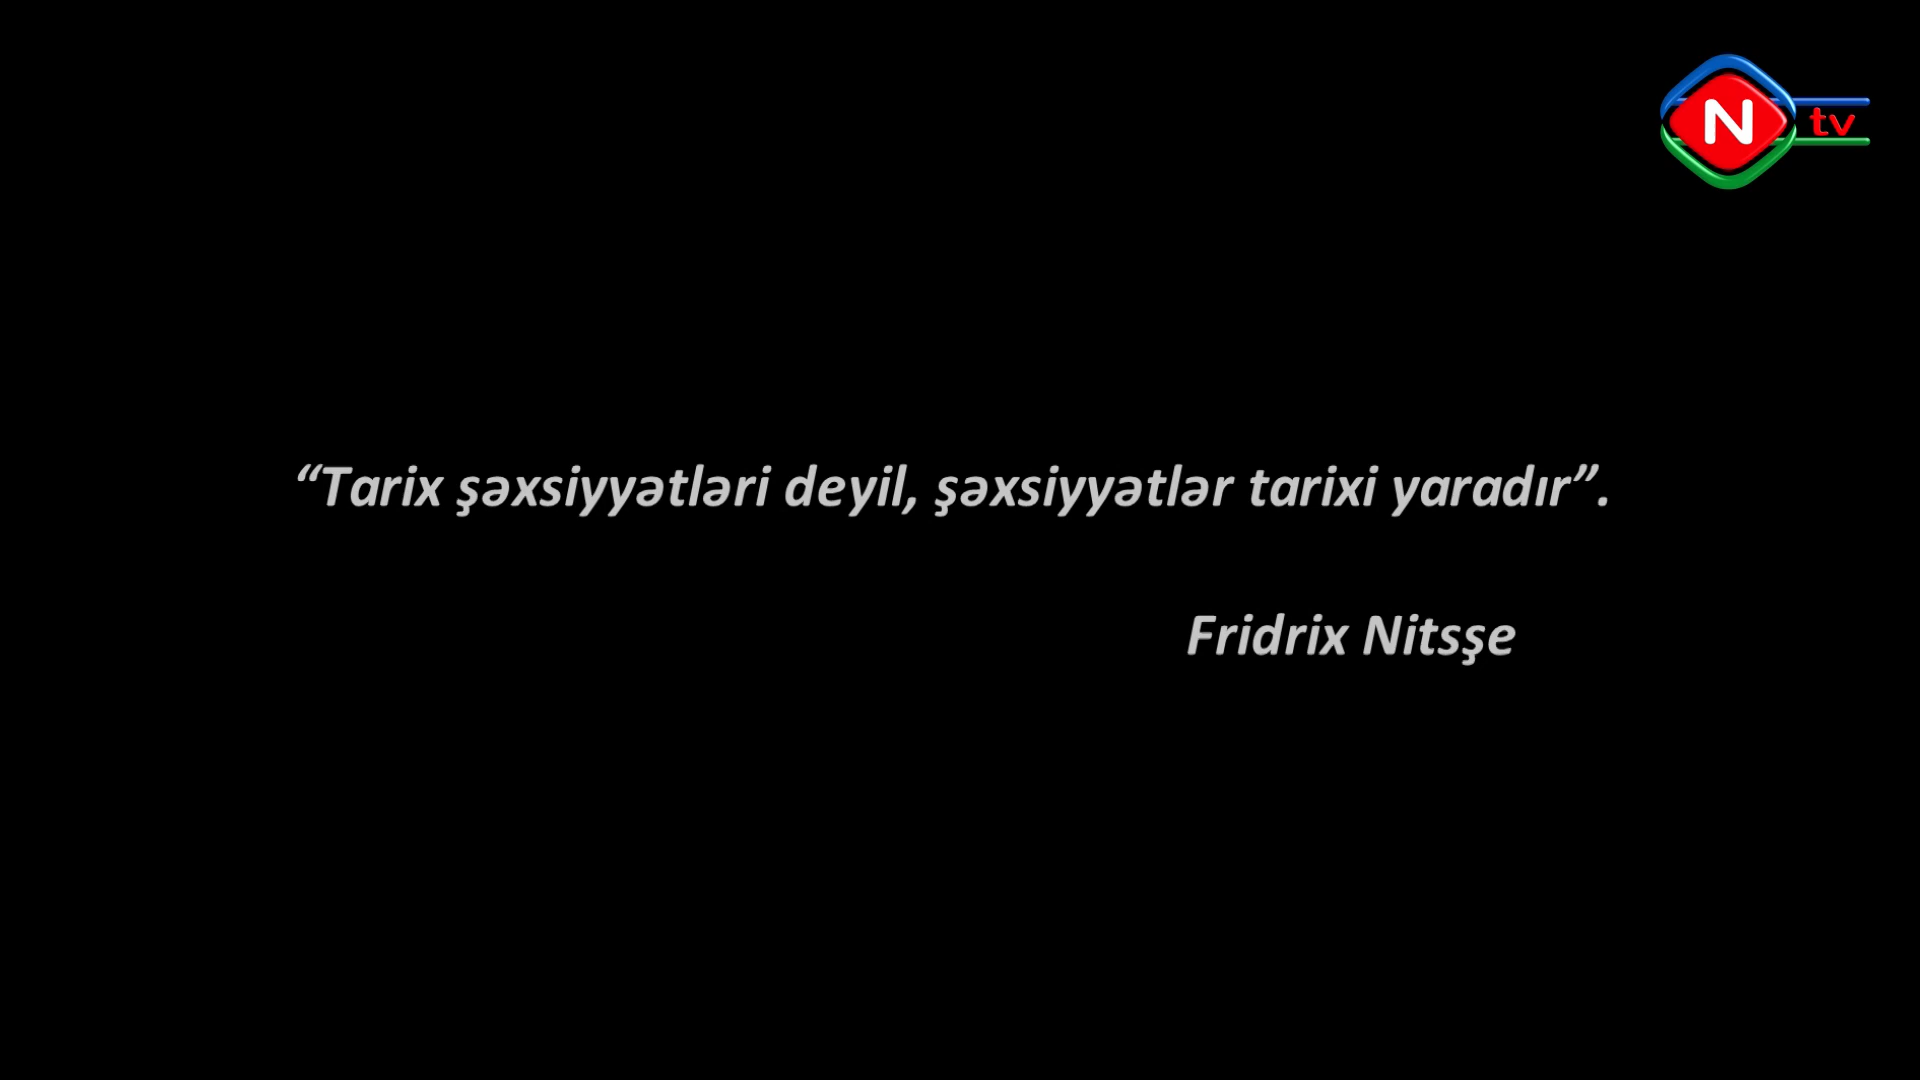 N tv
“Tarix şəxsiyyətləri deyil, şəxsiyyətlər tarixi yaradır”.
Fridrix Nitsşe